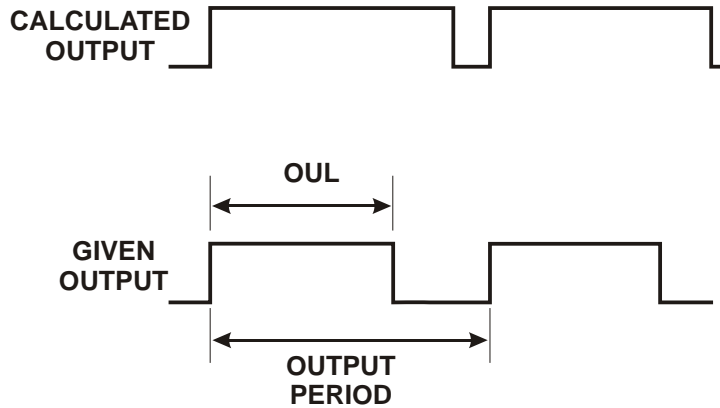 CALCULATED
OUTPUT
OUL
GIVEN
OUTPUT
OUTPUT
PERIOD